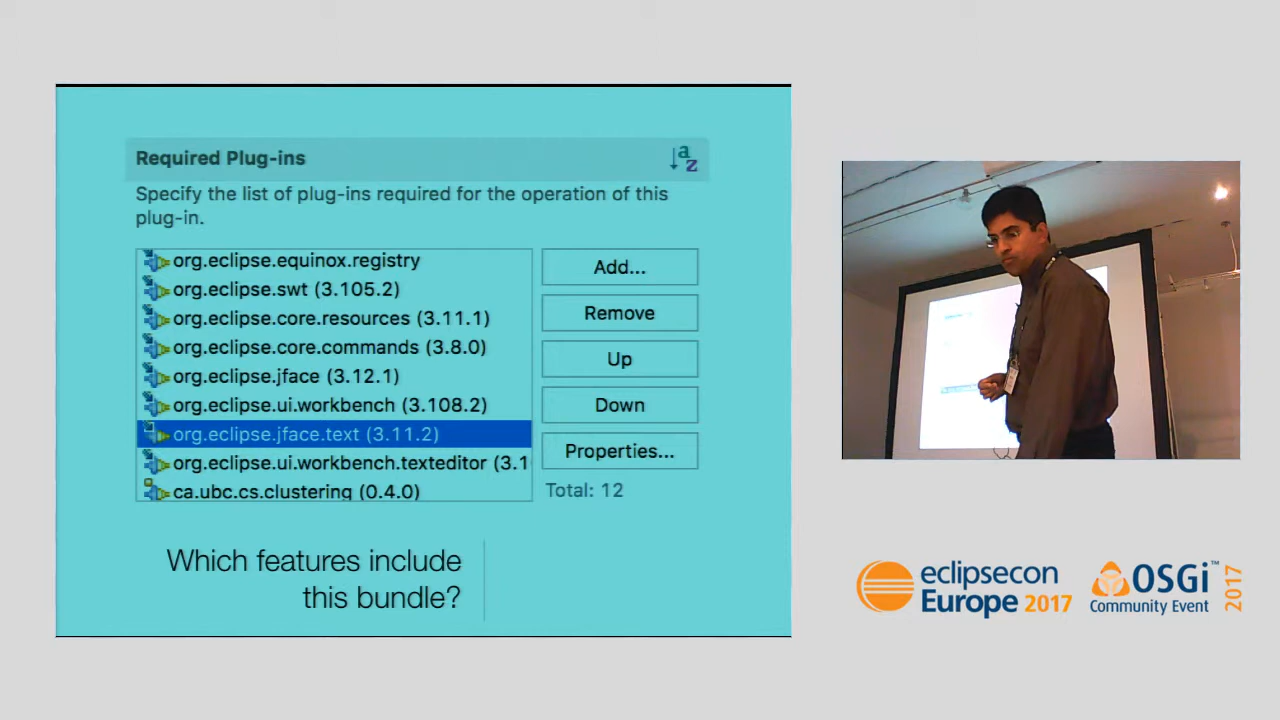 Required Plug-ins
Specify the list of plug-ins required for the operation of this
plug-in.
org.eclipse.equinox.registry
org.eclipse.swt (3.105.2)
org.eclipse.core.resources (3.11.1)
org.eclipse.core.commands (3.8.0)
org.eclipse.jface (3.12.1)
org.eclipse.ui.workbench (3.108.2)
org.eclipse.jface.text (3.11.2)
org.eclipse.ui.workbench.texteditor (3.1
ca.ubc.cs.clustering (0.4.0)
a
z
Add...
Remove
Up
Down
Properties...
Total: 12
Which features include
this bundle?
eclipsecon
Europe 2017
OSGi™
Community Event
2017